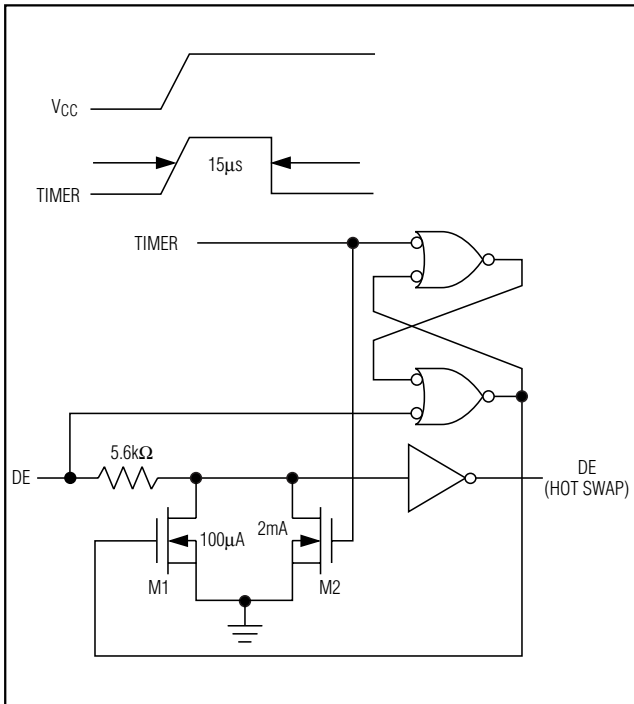 VCC
15µs
TIMER
TIMER
5.6kΩ
DE
DE
(HOT SWAP)
100µA
2mA
M1
M2